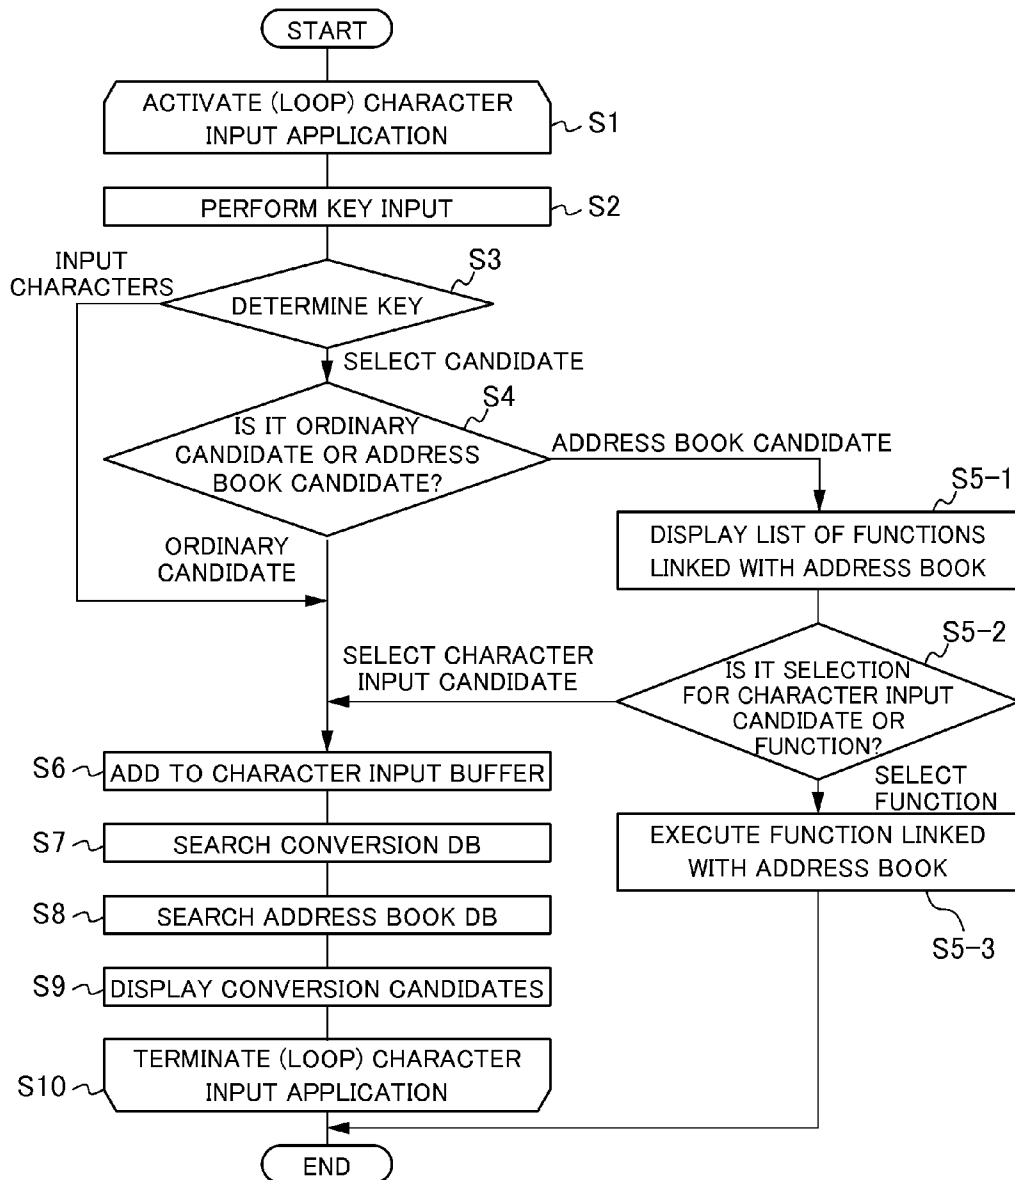 START
ACTIVATE (LOOP) CHARACTER
INPUT APPLICATION
S1
PERFORM KEY INPUT
S2
INPUT
CHARACTERS
S3
DETERMINE KEY
SELECT CANDIDATE
S4
IS IT ORDINARY
CANDIDATE OR ADDRESS
BOOK CANDIDATE?
ADDRESS BOOK CANDIDATE
S5-1
DISPLAY LIST OF FUNCTIONS
LINKED WITH ADDRESS BOOK
ORDINARY
CANDIDATE
S5-2
IS IT SELECTION
FOR CHARACTER INPUT
CANDIDATE OR
FUNCTION?
SELECT CHARACTER
INPUT CANDIDATE
SELECT
FUNCTION
EXECUTE FUNCTION LINKED
WITH ADDRESS BOOK
S5-3
S6
ADD TO CHARACTER INPUT BUFFER
S7
SEARCH CONVERSION DB
S8
SEARCH ADDRESS BOOK DB
S9
DISPLAY CONVERSION CANDIDATES
S10
TERMINATE (LOOP) CHARACTER
INPUT APPLICATION
END